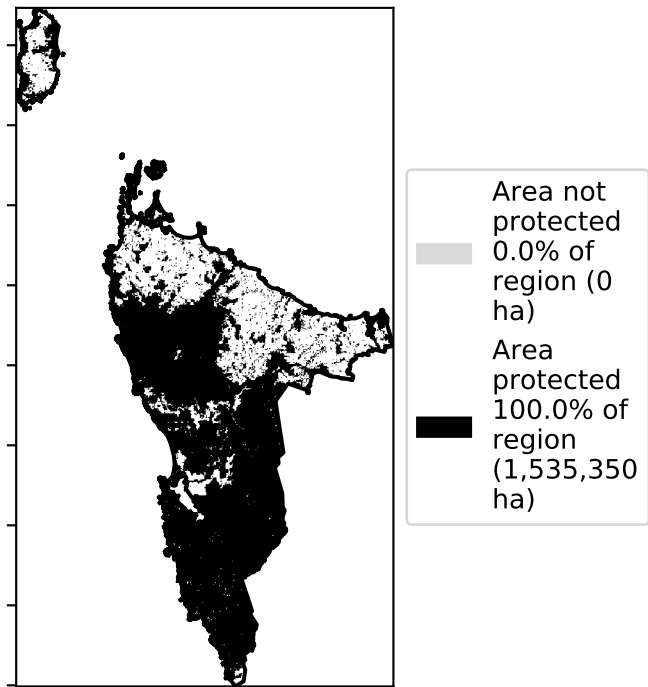 Area not
protected
0.0% of
region (0
ha)
Area
protected
100.0% of
region
(1,535,350
ha)